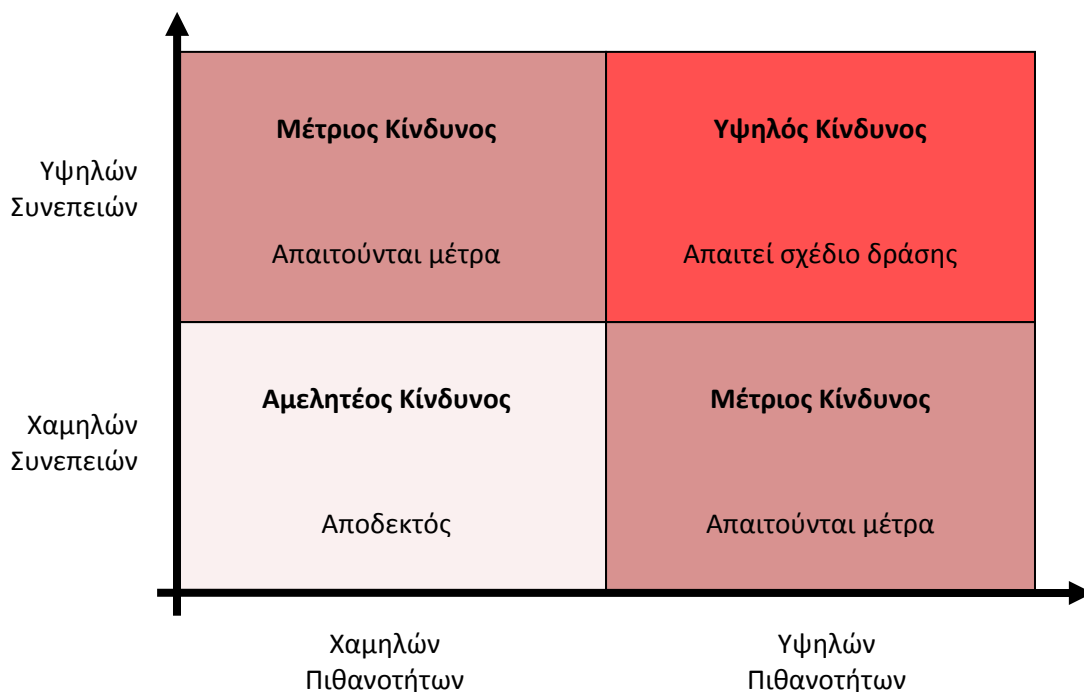 Μέτριος Κίνδυνος
Υψηλός Κίνδυνος
Υψηλών
Συνεπειών
Απαιτούνται μέτρα
Απαιτεί σχέδιο δράσης
Αμελητέος Κίνδυνος
Μέτριος Κίνδυνος
Χαμηλών
Συνεπειών
Αποδεκτός
Απαιτούνται μέτρα
Χαμηλών
Πιθανοτήτων
Υψηλών
Πιθανοτήτων